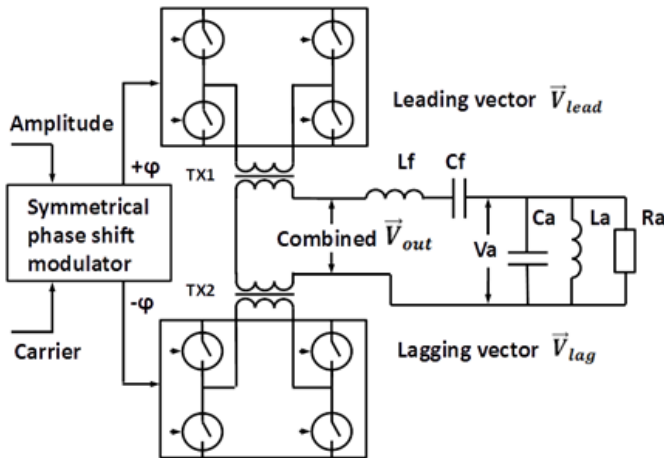 Leading vector V⃗lead
Amplitude
+φ
TX1
Lf
Cf
Symmetrical
phase shift
modulator
Combined V⃗out
Va
Ca
La
Ra
TX2
-φ
Carrier
Lagging vector V⃗lag